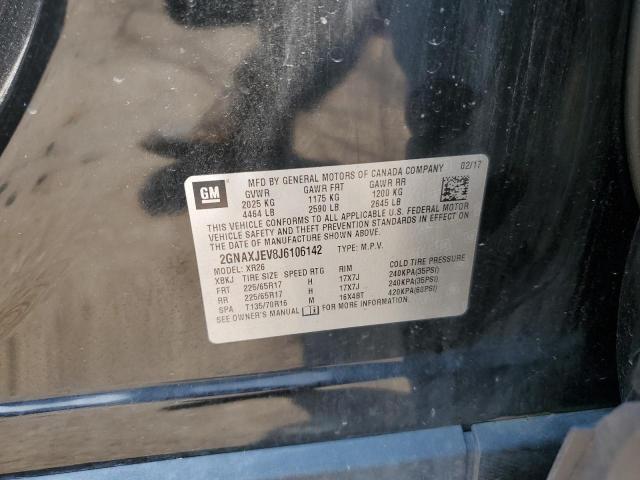 GM
MFD BY GENERAL MOTORS OF CANADA COMPANY 02/17
GVWR GAWR FRT GAWR RR
2025 KG 1175 KG 1200 KG
4464 LB 2590 LB 2645 LB
THIS VEHICLE CONFORMS TO ALL APPLICABLE U.S. FEDERAL MOTOR
VEHICLE SAFETY AND THEFT PREVENTION STANDARDS IN EFFECT ON
THE DATE OF MANUFACTURE SHOWN ABOVE.
2GNAXJEV8J6106142 TYPE: M.P.V.
MODEL: XR26
XBKJ TIRE SIZE SPEED RTG RIM COLD TIRE PRESSURE
FRT 225/65R17 H 17X7J 240KPA(35PSI)
RR 225/65R17 H 17X7J 240KPA(35PSI)
SPA T135/70R16 M 16X4BT 420KPA(60PSI)
SEE OWNER'S MANUAL FOR MORE INFORMATION.